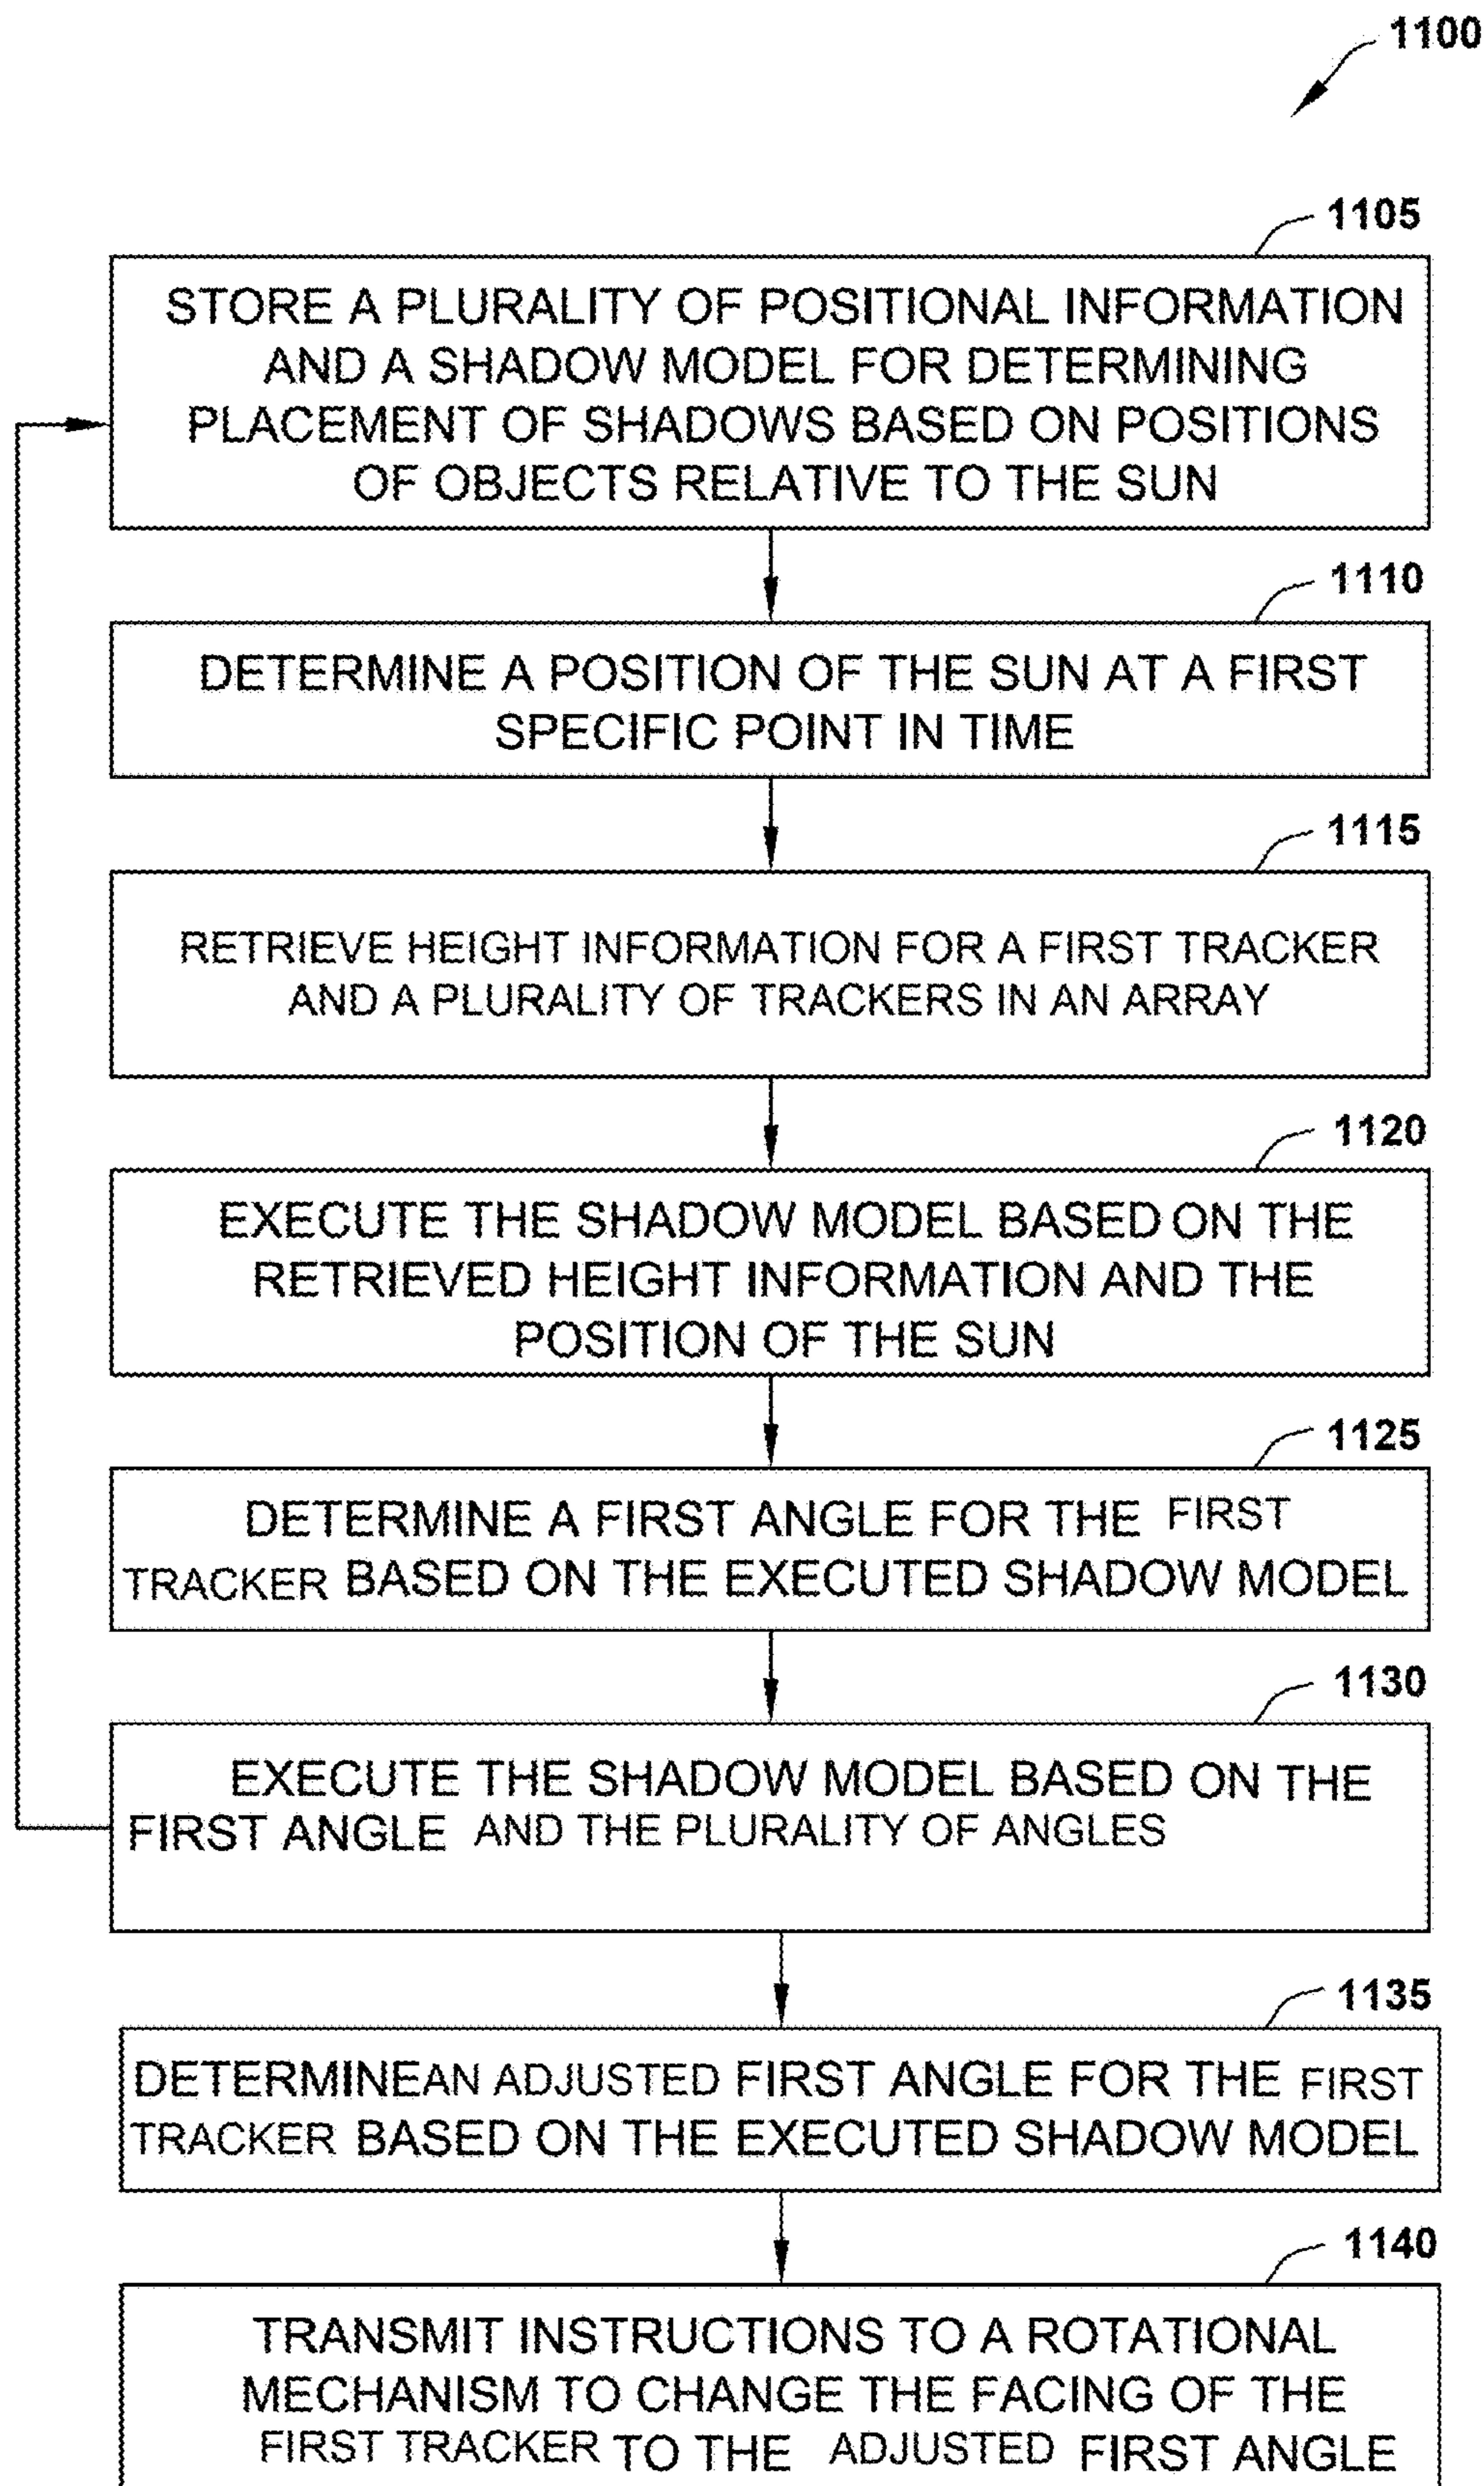 1100
1105
STORE A PLURALITY OF POSITIONAL INFORMATION
AND A SHADOW MODEL FOR DETERMINING
PLACEMENT OF SHADOWS BASED ON POSITIONS
OF OBJECTS RELATIVE TO THE SUN
1110
DETERMINE A POSITION OF THE SUN AT A FIRST
SPECIFIC POINT IN TIME
1115
RETRIEVE HEIGHT INFORMATION FOR A FIRST TRACKER
AND A PLURALITY OF TRACKERS IN AN ARRAY
1120
EXECUTE THE SHADOW MODEL BASED ON THE
RETRIEVED HEIGHT INFORMATION AND THE
POSITION OF THE SUN
1125
DETERMINE A FIRST ANGLE FOR THE FIRST
TRACKER BASED ON THE EXECUTED SHADOW MODEL
1130
EXECUTE THE SHADOW MODEL BASED ON THE
FIRST ANGLE AND THE PLURALITY OF ANGLES
1135
DETERMINEAN ADJUSTED FIRST ANGLE FOR THE FIRST
TRACKER BASED ON THE EXECUTED SHADOW MODEL
1140
TRANSMIT INSTRUCTIONS TO A ROTATIONAL
MECHANISM TO CHANGE THE FACING OF THE
FIRST TRACKER TO THE ADJUSTED FIRST ANGLE